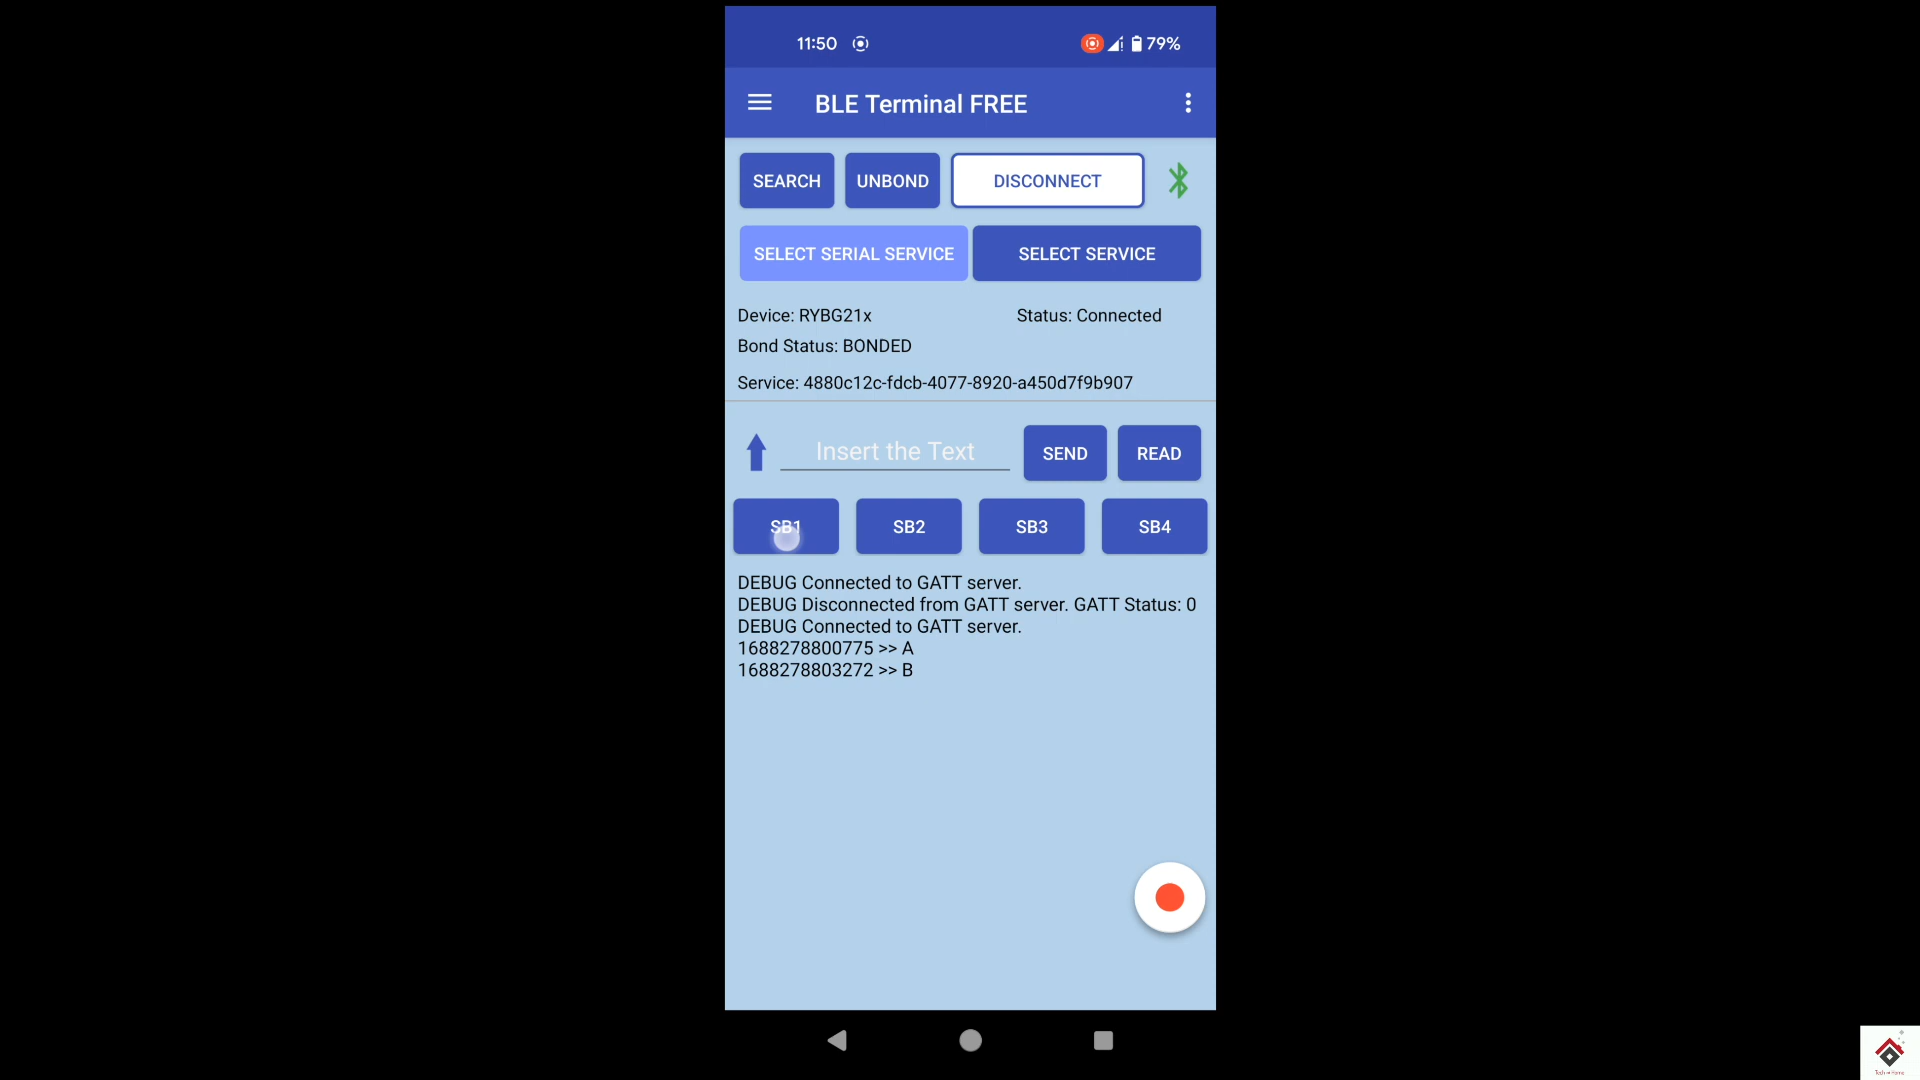 11:50 79%
BLE Terminal FREE
SEARCH UNBOND DISCONNECT
SELECT SERIAL SERVICE SELECT SERVICE
Device: RYBG21x Status: Connected
Bond Status: BONDED
Service: 4880c12c-fdcb-4077-8920-a450d7f9b907
Insert the Text SEND READ
SB1 SB2 SB3 SB4
DEBUG Connected to GATT server.
DEBUG Disconnected from GATT server. GATT Status: 0
DEBUG Connected to GATT server.
1688278800775 >> A
1688278803272 >> B